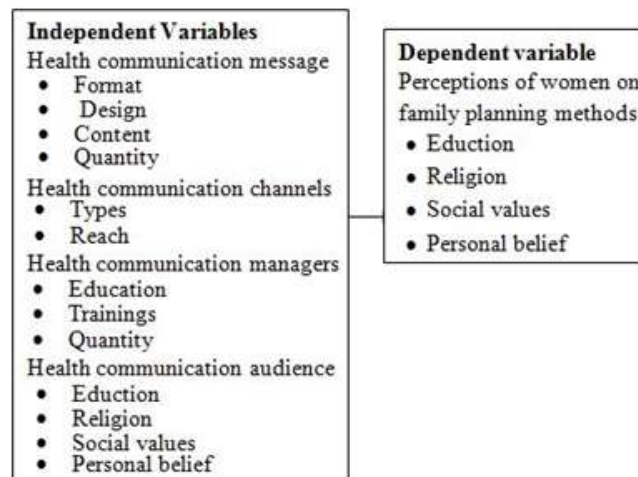 Independent Variables
Health communication message
• Format
• Design
• Content
• Quantity
Health communication channels
• Types
• Reach
Health communication managers
• Education
• Trainings
• Quantity
Health communication audience
• Eduction
• Religion
• Social values
• Personal belief
Dependent variable
Perceptions of women on
family planning methods
• Eduction
• Religion
• Social values
• Personal belief